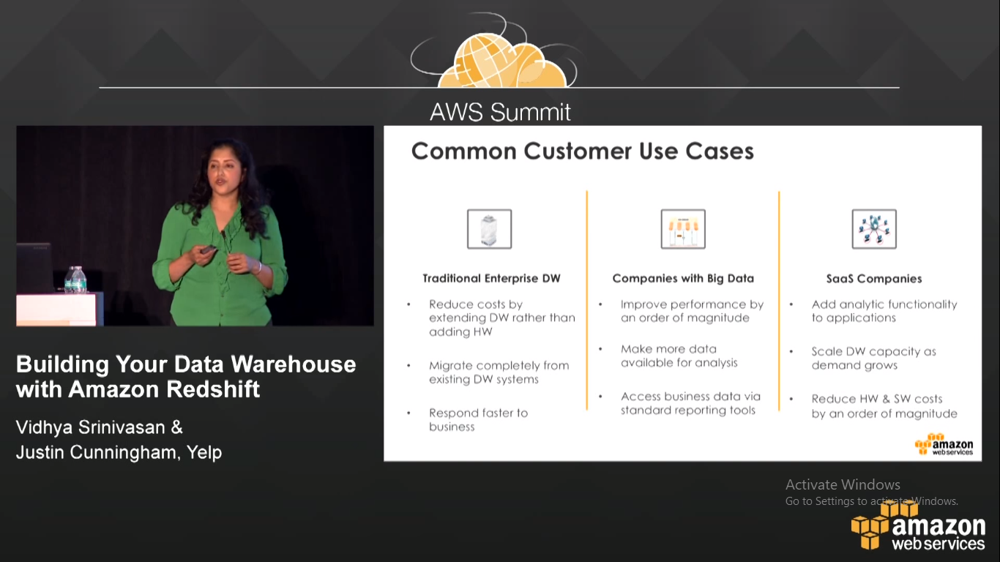 AWS Summit
Common Customer Use Cases
Traditional Enterprise DW
• Reduce costs by
extending DW rather than
adding HW
• Migrate completely from
existing DW systems
• Respond faster to
business
Companies with Big Data
• Improve performance by
an order of magnitude
• Make more data
available for analysis
• Access business data via
standard reporting tools
SaaS Companies
• Add analytic functionality
to applications
• Scale DW capacity as
demand grows
• Reduce HW & SW costs
by an order of magnitude
amazon
webservices
Building Your Data Warehouse
with Amazon Redshift
Vidhya Srinivasan &
Justin Cunningham, Yelp
Activate Windows
Go to Settings to activate Windows.
amazon
webservices